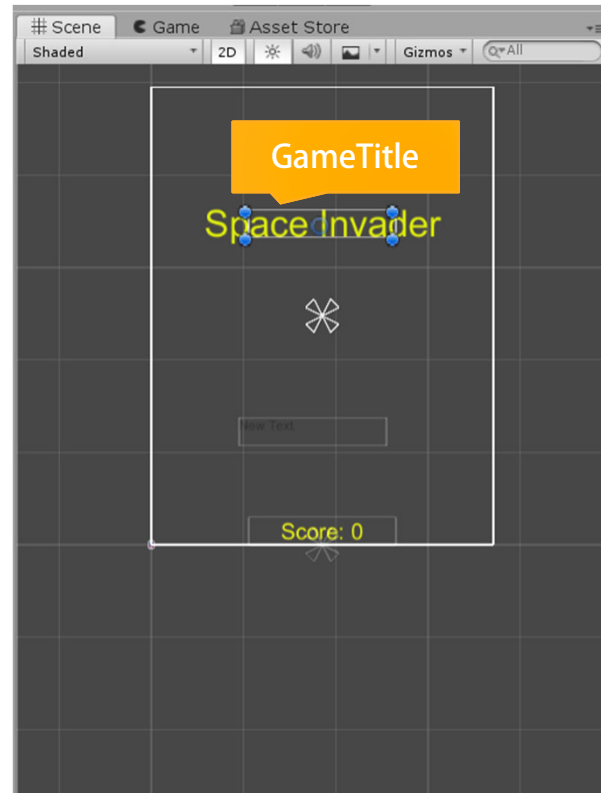 Scene Game Asset Store
Shaded 2D Gizmos All
GameTitle
Space Invader
New Text
Score: 0